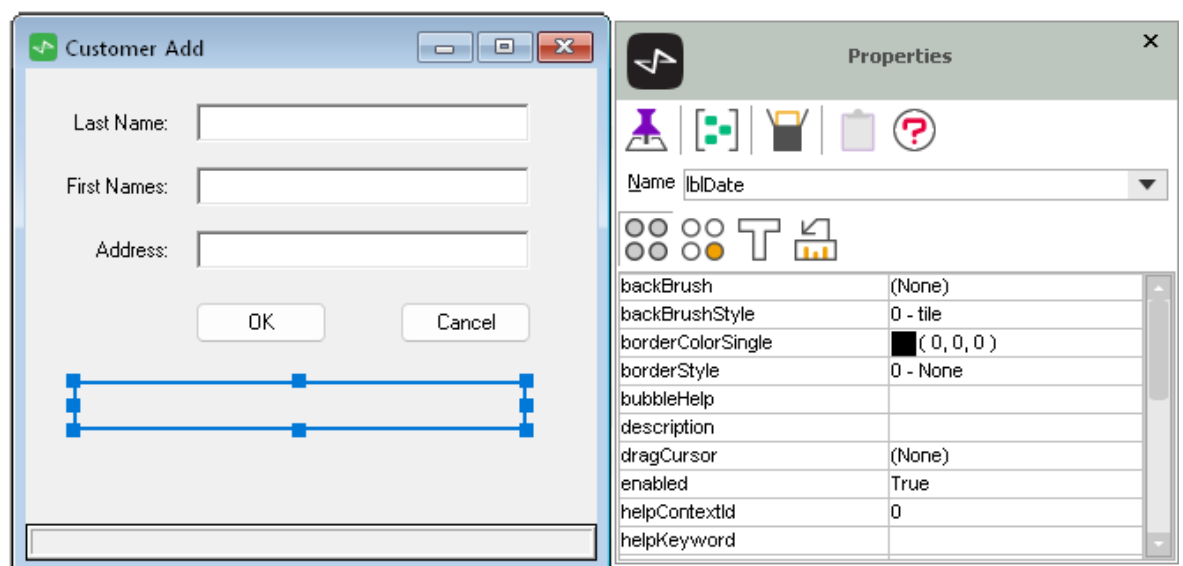 Customer Add
Last Name:
First Names:
Address:
OK Cancel
Properties
Name lblDate
backBrush (None)
backBrushStyle 0 - tile
borderColorSingle ( 0, 0, 0 )
borderStyle 0 - None
bubbleHelp
description
dragCursor (None)
enabled True
helpContextId 0
helpKeyword